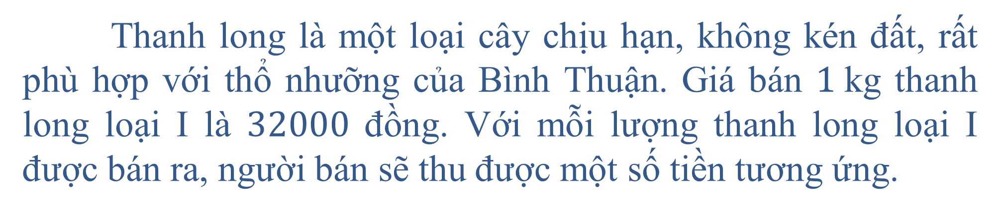 Thanh long là một loại cây chịu hạn, không kén đất, rất
phù hợp với thổ nhưỡng của Bình Thuận. Giá bán 1 kg thanh
long loại I là 32000 đồng. Với mỗi lượng thanh long loại I
được bán ra, người bán sẽ thu được một số tiền tương ứng.